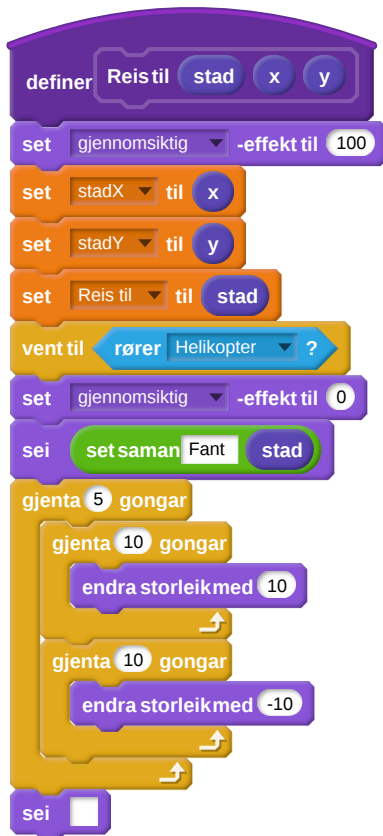 definer Reis til stad x y
set gjennomsiktig -effekt til 100
set stadX til x
set stadY til y
set Reis til til stad
vent til rører Helikopter ?
set gjennomsiktig -effekt til 0
sei set saman Fant stad
gjenta 5 gongar
gjenta 10 gongar
endra storleik med 10
gjenta 10 gongar
endra storleik med -10
sei